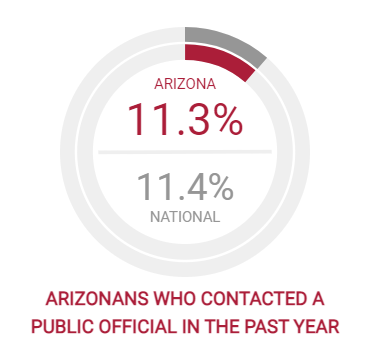 ARIZONA
11.3%
11.4%
NATIONAL
ARIZONANS WHO CONTACTED A
PUBLIC OFFICIAL IN THE PAST YEAR